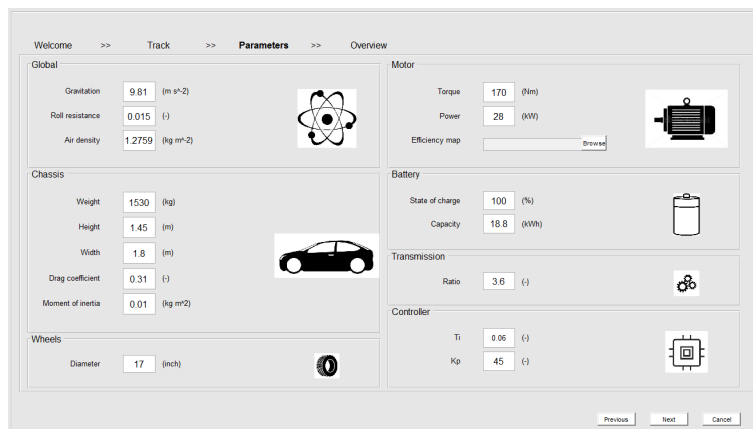 Welcome >> Track >> Parameters >> Overview
Global
Gravitation 9.81 (m s^-2)
Roll resistance 0.015 (-)
Air density 1.2759 (kg m^-2)
Chassis
Weight 1530 (kg)
Height 1.45 (m)
Width 1.8 (m)
Drag coefficient 0.31 (-)
Moment of inertia 0.01 (kg m^2)
Wheels
Diameter 17 (inch)
Motor
Torque 170 (Nm)
Power 28 (kW)
Efficiency map Browse
Battery
State of charge 100 (%)
Capacity 18.8 (kWh)
Transmission
Ratio 3.6 (-)
Controller
Ti 0.06 (-)
Kp 45 (-)
Previous Next Cancel